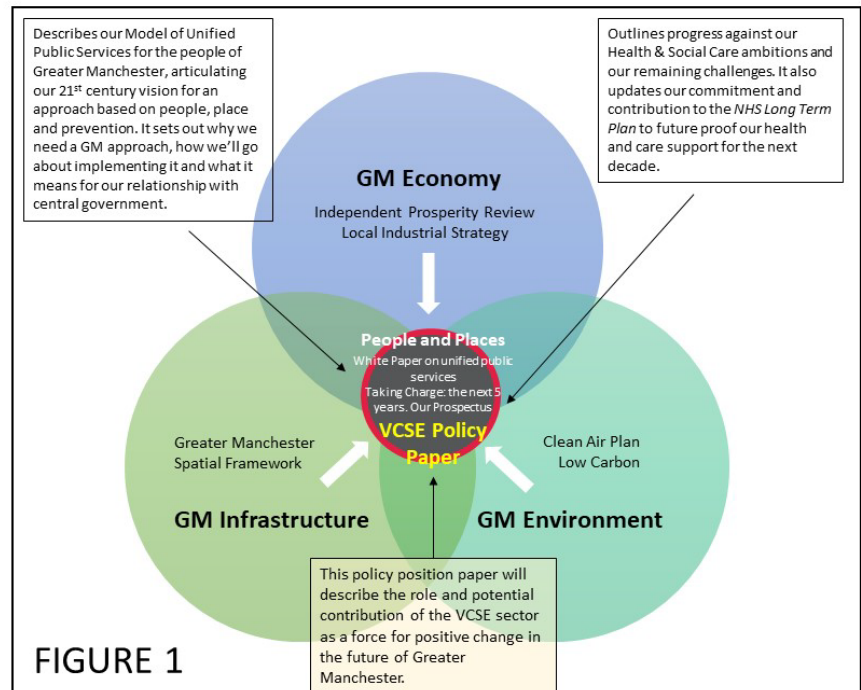 Describes our Model of Unified
Public Services for the people of
Greater Manchester, articulating
our 21st century vision for an
approach based on people, place
and prevention. It sets out why we
need a GM approach, how we'll go
about implementing it and what it
means for our relationship with
central government.
Outlines progress against our
Health & Social Care ambitions and
our remaining challenges. It also
updates our commitment and
contribution to the NHS Long Term
Plan to future proof our health
and care support for the next
decade.
GM Economy
Independent Prosperity Review
Local Industrial Strategy
People and Places
White Paper on unified public
services
Taking Charge: the next 5
years. Our Prospectus
VCSE Policy
Paper
Greater Manchester
Spatial Framework
GM Infrastructure
Clean Air Plan
Low Carbon
GM Environment
This policy position paper will
describe the role and potential
contribution of the VCSE sector
as a force for positive change in
the future of Greater
Manchester.
FIGURE 1